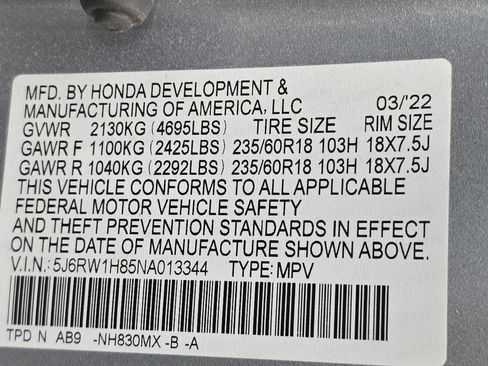 MFD. BY HONDA DEVELOPMENT &
MANUFACTURING OF AMERICA, LLC 03/'22
GVWR 2130KG (4695LBS) TIRE SIZE RIM SIZE
GAWR F 1100KG (2425LBS) 235/60R18 103H 18X7.5J
GAWR R 1040KG (2292LBS) 235/60R18 103H 18X7.5J
THIS VEHICLE CONFORMS TO ALL APPLICABLE
FEDERAL MOTOR VEHICLE SAFETY
AND THEFT PREVENTION STANDARDS IN EFFECT
ON THE DATE OF MANUFACTURE SHOWN ABOVE.
V.I.N.: 5J6RW1H85NA013344 TYPE: MPV
TPD N AB9 -NH830MX -B -A